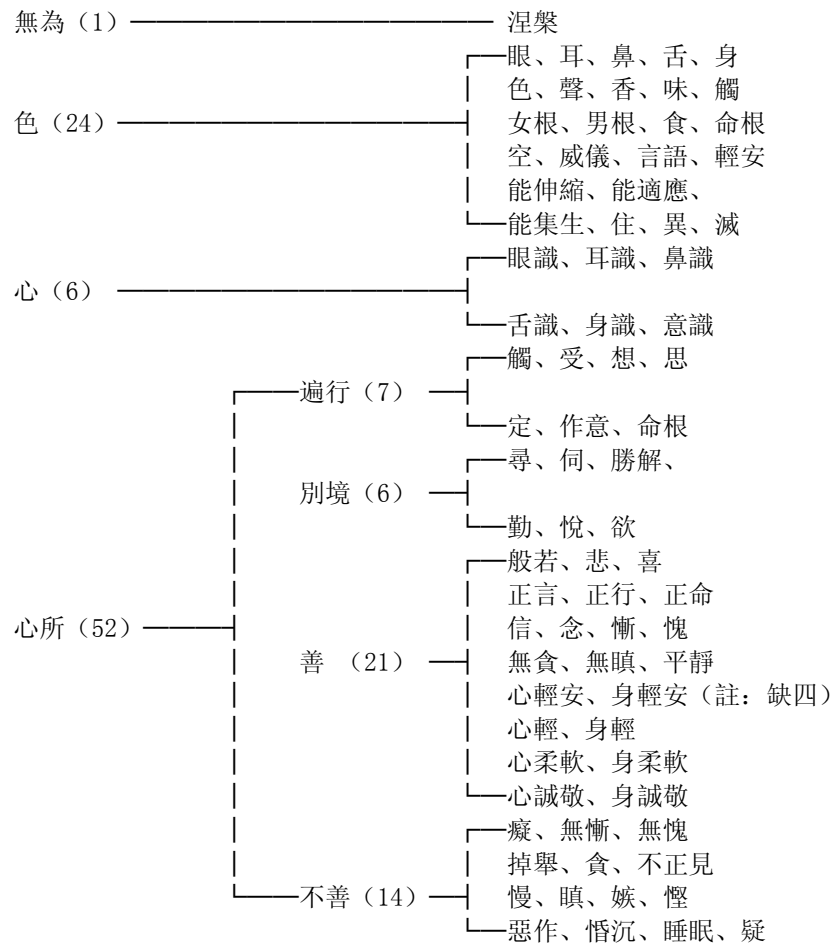 無為（1） 涅槃
眼、耳、鼻、舌、身
色、聲、香、味、觸
色（24） 女根、男根、食、命根
空、威儀、言語、輕安
能伸縮、能適應、
能集生、住、異、滅
眼識、耳識、鼻識
心（6）
舌識、身識、意識
觸、受、想、思
遍行（7）
定、作意、命根
尋、伺、勝解、
別境（6）
勤、悅、欲
般若、悲、喜
正言、正行、正命
心所（52） 信、念、慚、愧
善 （21） 無貪、無瞋、平靜
心輕安、身輕安（註：缺四）
心輕、身輕
心柔軟、身柔軟
心誠敬、身誠敬
癡、無慚、無愧
掉舉、貪、不正見
不善（14） 慢、瞋、嫉、慳
惡作、惛沉、睡眠、疑